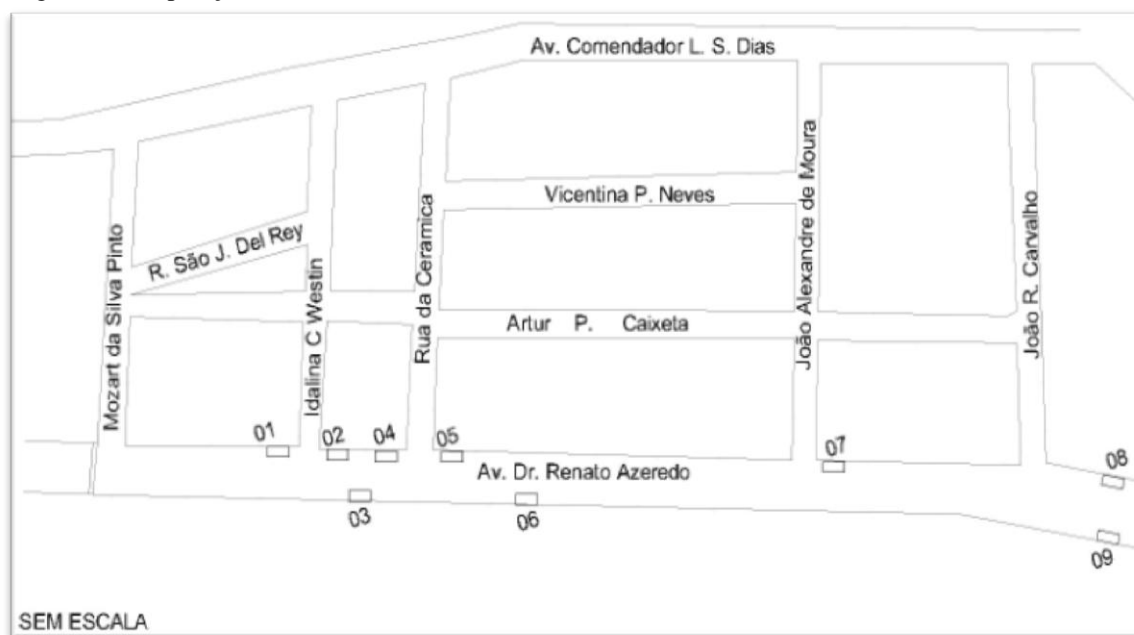 Av. Comendador L. S. Dias
Vicentina P. Neves
R. São J. Del Rey
Mozart da Silva Pinto
Idalina C Westin
Rua da Ceramica
João Alexandre de Moura
João R. Carvalho
Artur P. Caixeta
01
02
04
05
07
08
Av. Dr. Renato Azeredo
03
06
09
SEM ESCALA